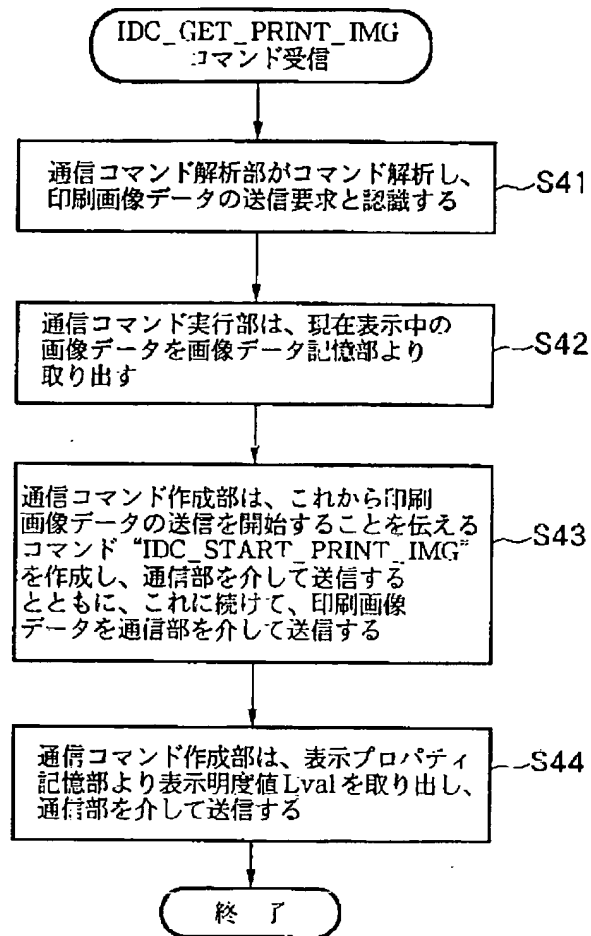 IDC_GET_PRINT_IMG
コマンド受信
通信コマンド解析部がコマンド解析し、
印刷画像データの送信要求と認識する
S41
通信コマンド実行部は、現在表示中の
画像データを画像データ記憶部より
取り出す
S42
通信コマンド作成部は、これから印刷
画像データの送信を開始することを伝える
コマンド“IDC_START_PRINT_IMG”
を作成し、通信部を介して送信する
とともに、これに続けて、印刷画像
データを通信部を介して送信する
S43
通信コマンド作成部は、表示プロパティ
記憶部より表示明度値Lvalを取り出し、
通信部を介して送信する
S44
終 了